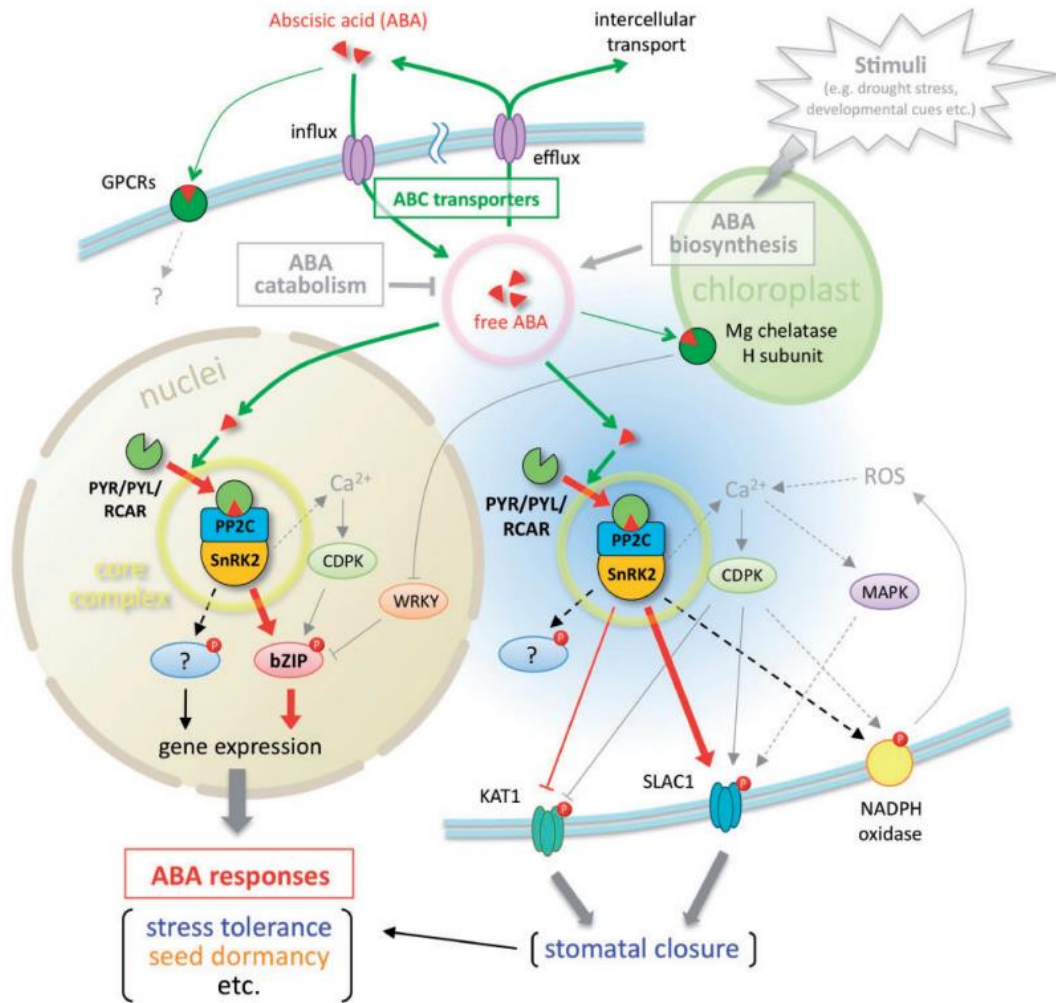 Abscisic acid (ABA)
intercellular
transport
Stimuli
(e.g. drought stress,
developmental cues etc.)
influx
efflux
GPCRs
ABC transporters
?
ABA
catabolism
ABA
biosynthesis
chloroplast
free ABA
Mg chelatase
H subunit
nuclei
PYR/PYL/
RCAR
PP2C
SnRK2
core
complex
Ca2+
CDPK
WRKY
?
P
bZIP
P
gene expression
PYR/PYL/
RCAR
PP2C
SnRK2
Ca2+
ROS
CDPK
MAPK
?
P
KAT1
P
SLAC1
P
P
NADPH
oxidase
ABA responses
stress tolerance
seed dormancy
etc.
[ stomatal closure ]